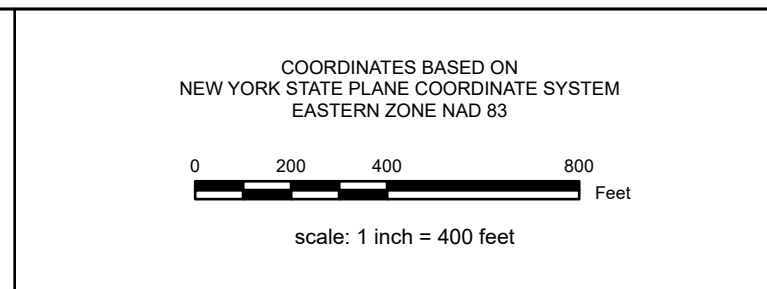 COORDINATES BASED ON
NEW YORK STATE PLANE COORDINATE SYSTEM
EASTERN ZONE NAD 83
0 200 400 800
Feet
scale: 1 inch = 400 feet